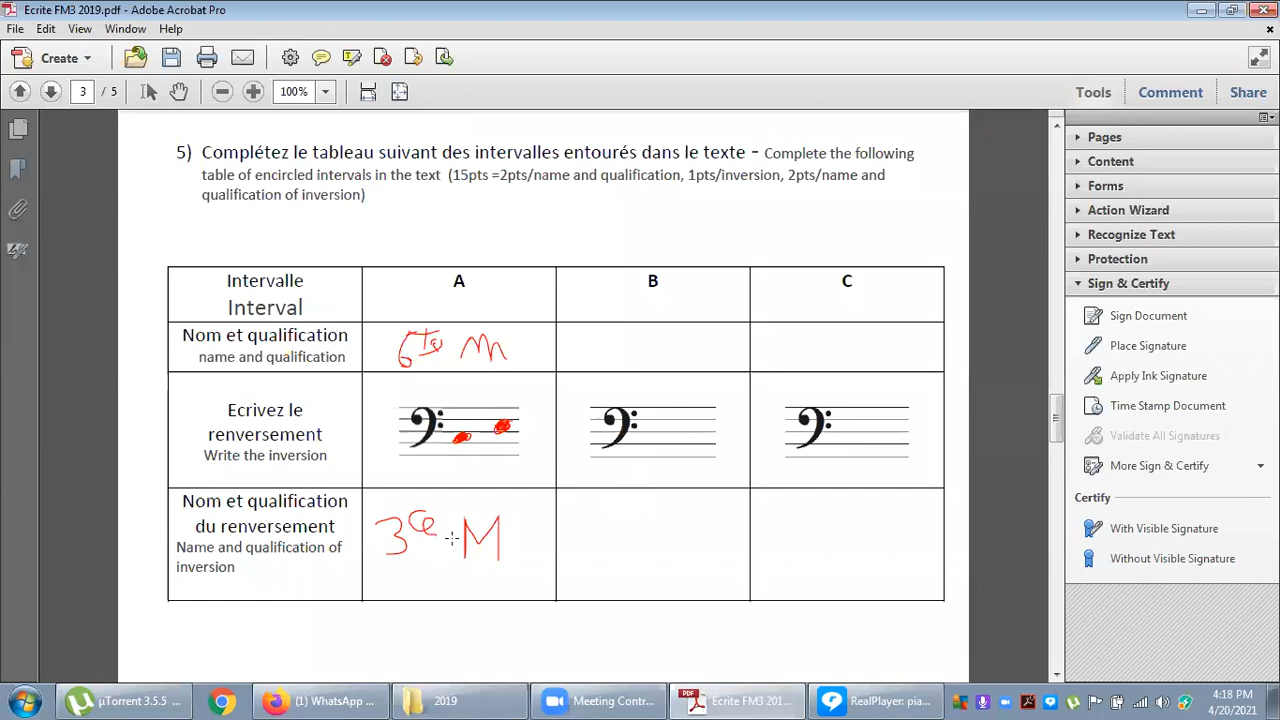 Ecrite FM3 2019.pdf - Adobe Acrobat Pro
File Edit View Window Help
Create
3 / 5 100% Tools Comment Share
5) Complétez le tableau suivant des intervalles entourés dans le texte - Complete the following
table of encircled intervals in the text (15pts =2pts/name and qualification, 1pts/inversion, 2pts/name and
qualification of inversion)
Intervalle
Interval
A B C
Nom et qualification
name and qualification
6te m
Ecrivez le
renversement
Write the inversion
Nom et qualification
du renversement
Name and qualification of
inversion
3ce M
Pages
Content
Forms
Action Wizard
Recognize Text
Protection
Sign & Certify
Sign Document
Place Signature
Apply Ink Signature
Time Stamp Document
Validate All Signatures
More Sign & Certify
Certify
With Visible Signature
Without Visible Signature
µTorrent 3.5.5 ... (1) WhatsApp ... 2019 Meeting Contr... PDF Ecrite FM3 201... RealPlayer: pia...
4:18 PM
4/20/2021